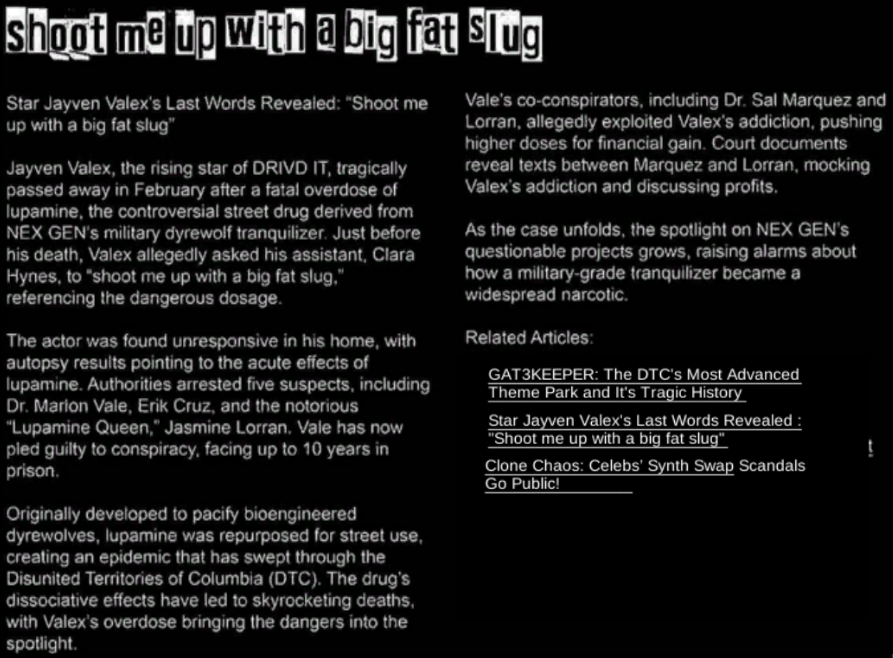 shoot me up with a big fat slug
Star Jayven Valex's Last Words Revealed: "Shoot me
up with a big fat slug"
Jayven Valex, the rising star of DRIVD IT, tragically
passed away in February after a fatal overdose of
lupamine, the controversial street drug derived from
NEX GEN's military dyrewolf tranquilizer. Just before
his death, Valex allegedly asked his assistant, Clara
Hynes, to "shoot me up with a big fat slug,"
referencing the dangerous dosage.
The actor was found unresponsive in his home, with
autopsy results pointing to the acute effects of
lupamine. Authorities arrested five suspects, including
Dr. Marlon Vale, Erik Cruz, and the notorious
"Lupamine Queen," Jasmine Lorran. Vale has now
pled guilty to conspiracy, facing up to 10 years in
prison.
Originally developed to pacify bioengineered
dyrewolves, lupamine was repurposed for street use,
creating an epidemic that has swept through the
Disunited Territories of Columbia (DTC). The drug's
dissociative effects have led to skyrocketing deaths,
with Valex's overdose bringing the dangers into the
spotlight.
Vale's co-conspirators, including Dr. Sal Marquez and
Lorran, allegedly exploited Valex's addiction, pushing
higher doses for financial gain. Court documents
reveal texts between Marquez and Lorran, mocking
Valex's addiction and discussing profits.
As the case unfolds, the spotlight on NEX GEN's
questionable projects grows, raising alarms about
how a military-grade tranquilizer became a
widespread narcotic.
Related Articles:
GAT3KEEPER: The DTC's Most Advanced
Theme Park and It's Tragic History
Star Jayven Valex's Last Words Revealed :
"Shoot me up with a big fat slug"
Clone Chaos: Celebs' Synth Swap Scandals
Go Public!